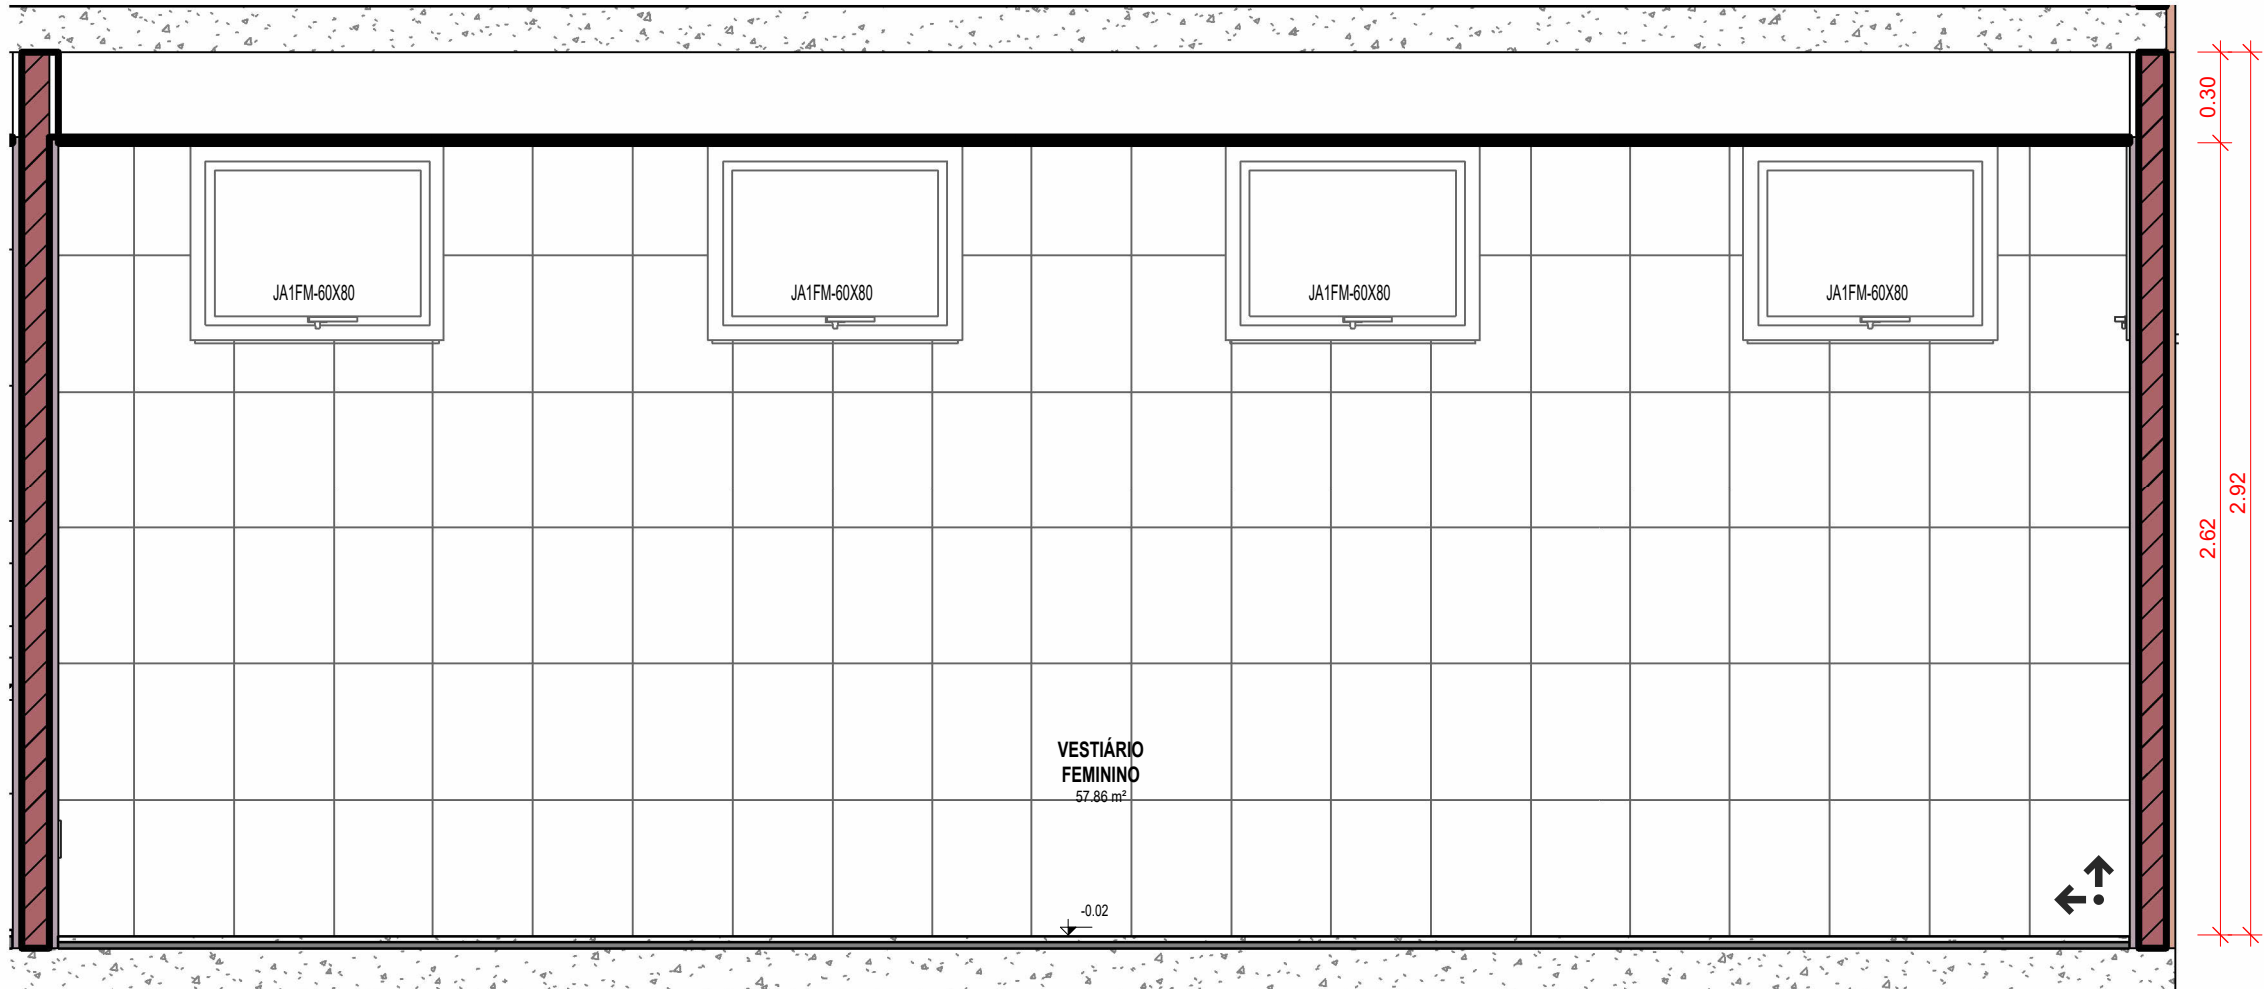 0.30
JA1FM-60X80
JA1FM-60X80
JA1FM-60X80
JA1FM-60X80
2.92
2.62
VESTIÁRIO
FEMININO
57.86 m²
-0.02